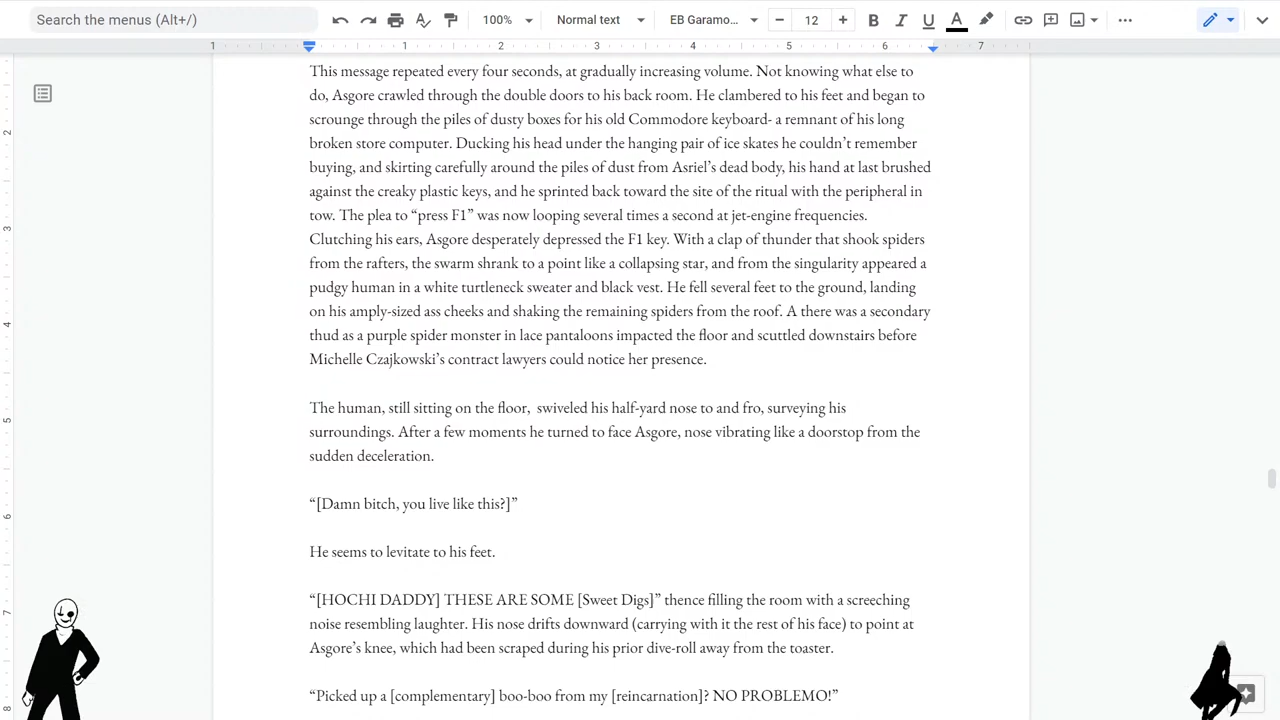 Search the menus (Alt+/)
100%
Normal text
EB Garamo...
12
B I U A
1 1 2 3 4 5 6 7
2
3
4
5
6
7
8
This message repeated every four seconds, at gradually increasing volume. Not knowing what else to
do, Asgore crawled through the double doors to his back room. He clambered to his feet and began to
scrounge through the piles of dusty boxes for his old Commodore keyboard- a remnant of his long
broken store computer. Ducking his head under the hanging pair of ice skates he couldn’t remember
buying, and skirting carefully around the piles of dust from Asriel’s dead body, his hand at last brushed
against the creaky plastic keys, and he sprinted back toward the site of the ritual with the peripheral in
tow. The plea to “press F1” was now looping several times a second at jet-engine frequencies.
Clutching his ears, Asgore desperately depressed the F1 key. With a clap of thunder that shook spiders
from the rafters, the swarm shrank to a point like a collapsing star, and from the singularity appeared a
pudgy human in a white turtleneck sweater and black vest. He fell several feet to the ground, landing
on his amply-sized ass cheeks and shaking the remaining spiders from the roof. A there was a secondary
thud as a purple spider monster in lace pantaloons impacted the floor and scuttled downstairs before
Michelle Czajkowski’s contract lawyers could notice her presence.
The human, still sitting on the floor,  swiveled his half-yard nose to and fro, surveying his
surroundings. After a few moments he turned to face Asgore, nose vibrating like a doorstop from the
sudden deceleration.
“[Damn bitch, you live like this?]”
He seems to levitate to his feet.
“[HOCHI DADDY] THESE ARE SOME [Sweet Digs]” thence filling the room with a screeching
noise resembling laughter. His nose drifts downward (carrying with it the rest of his face) to point at
Asgore’s knee, which had been scraped during his prior dive-roll away from the toaster.
“Picked up a [complementary] boo-boo from my [reincarnation]? NO PROBLEMO!”